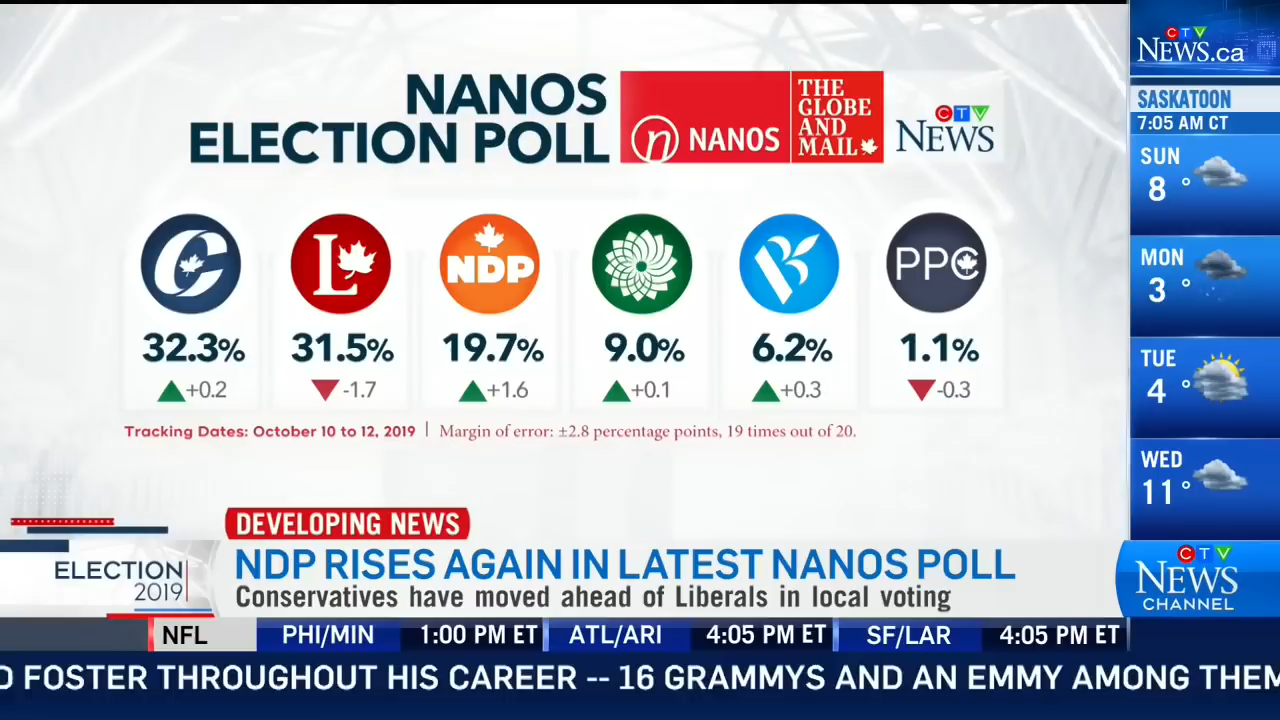 NANOS
ELECTION POLL
NANOS
THE
GLOBE
AND
MAIL
CTV
NEWS
NDP
PPC
32.3%
31.5%
19.7%
9.0%
6.2%
1.1%
+0.2
-1.7
+1.6
+0.1
+0.3
-0.3
Tracking Dates: October 10 to 12, 2019 | Margin of error: ±2.8 percentage points, 19 times out of 20.
CTV
NEWS.ca
SASKATOON
7:05 AM CT
SUN
8°
MON
3°
TUE
4°
WED
11°
DEVELOPING NEWS
ELECTION
2019
NDP RISES AGAIN IN LATEST NANOS POLL
Conservatives have moved ahead of Liberals in local voting
CTV
NEWS
CHANNEL
NFL PHI/MIN 1:00 PM ET ATL/ARI 4:05 PM ET SF/LAR 4:05 PM ET
D FOSTER THROUGHOUT HIS CAREER -- 16 GRAMMYS AND AN EMMY AMONG THEM